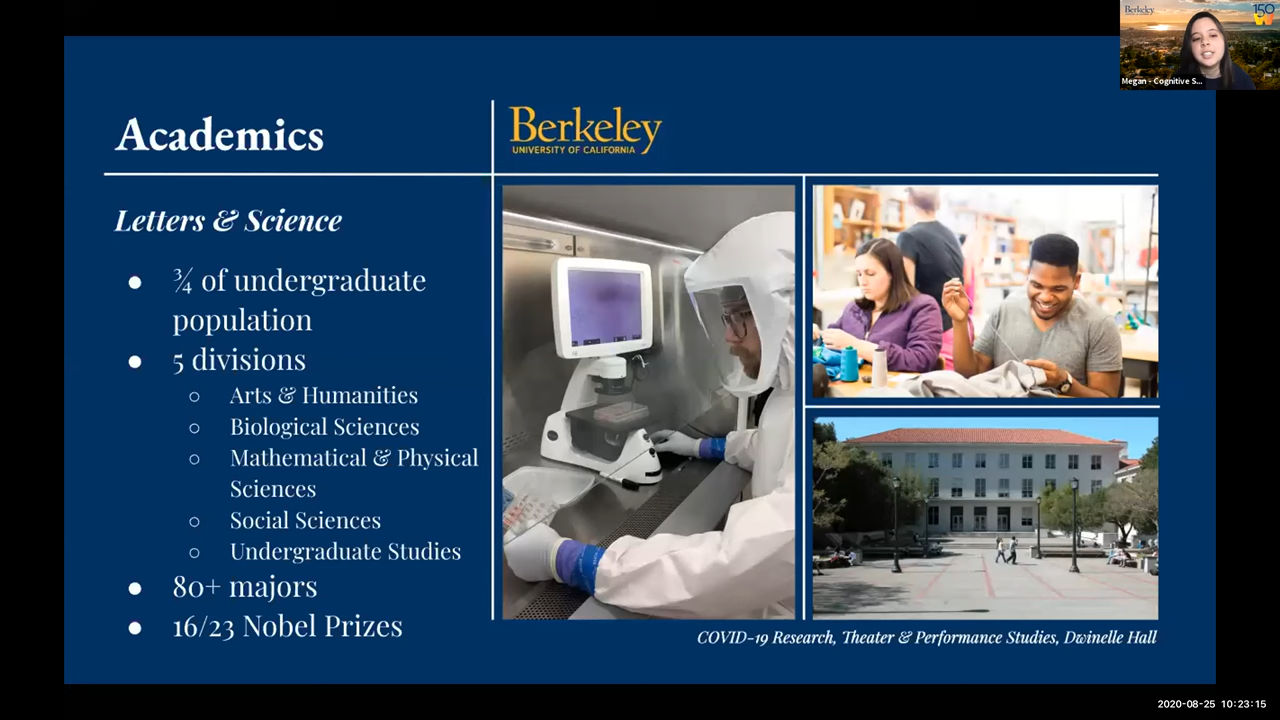 Academics
Berkeley
UNIVERSITY OF CALIFORNIA
Letters & Science
● ¾ of undergraduate
population
● 5 divisions
○ Arts & Humanities
○ Biological Sciences
○ Mathematical & Physical
Sciences
○ Social Sciences
○ Undergraduate Studies
● 80+ majors
● 16/23 Nobel Prizes
COVID-19 Research, Theater & Performance Studies, Dwinelle Hall
Berkeley
150
Megan - Cognitive S...
2020-08-25 10:23:15